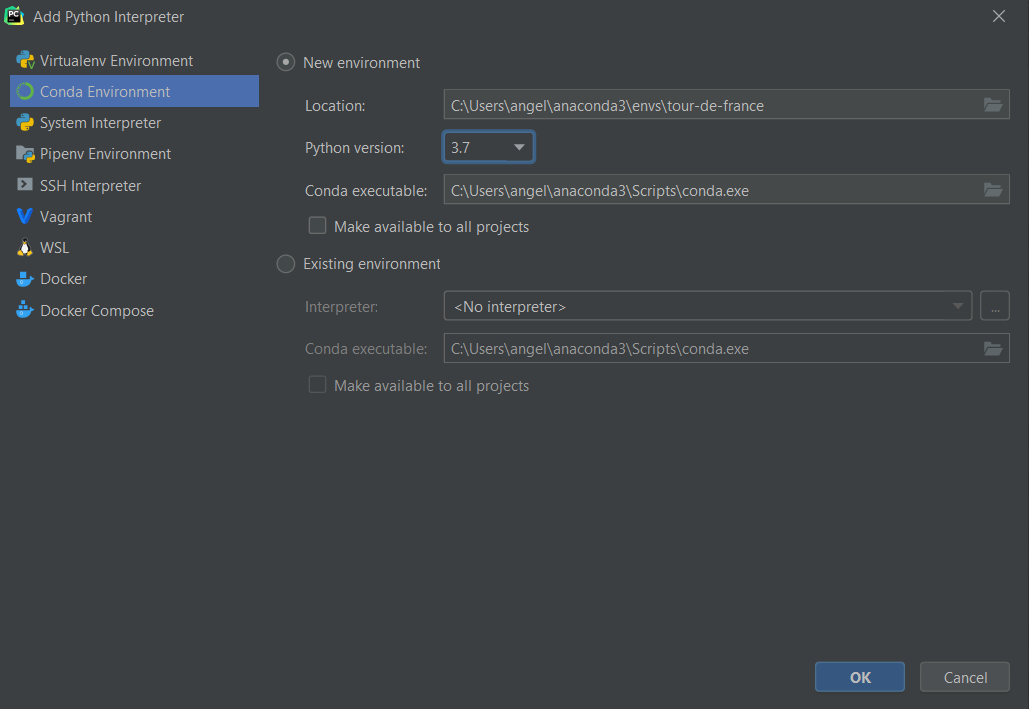 PC
Add Python Interpreter
Virtualenv Environment
Conda Environment
System Interpreter
Pipenv Environment
SSH Interpreter
Vagrant
WSL
Docker
Docker Compose
New environment
Location: C:\Users\angel\anaconda3\envs\tour-de-france
Python version: 3.7
Conda executable: C:\Users\angel\anaconda3\Scripts\conda.exe
Make available to all projects
Existing environment
Interpreter: <No interpreter> ...
Conda executable: C:\Users\angel\anaconda3\Scripts\conda.exe
Make available to all projects
OK Cancel